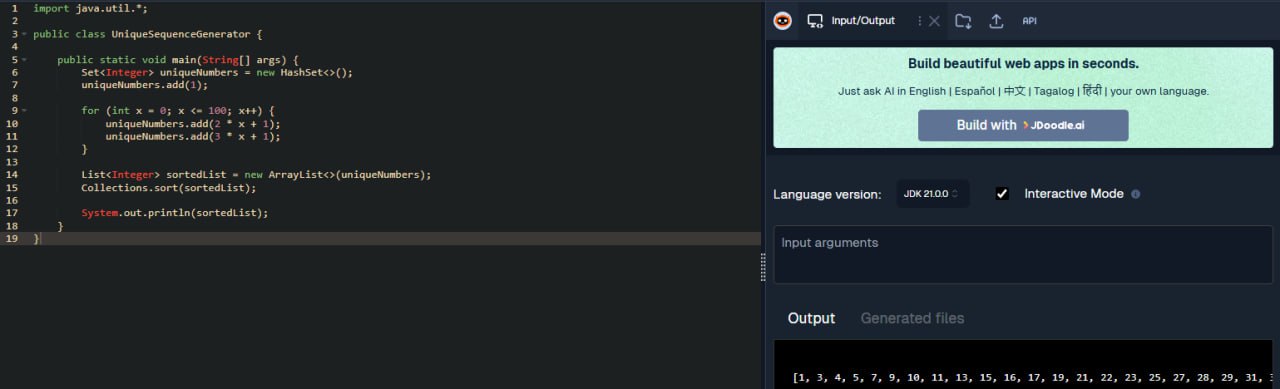 1 import java.util.*;
2
3 public class UniqueSequenceGenerator {
4
5 public static void main(String[] args) {
6 Set<Integer> uniqueNumbers = new HashSet<>();
7 uniqueNumbers.add(1);
8
9 for (int x = 0; x <= 100; x++) {
10 uniqueNumbers.add(2 * x + 1);
11 uniqueNumbers.add(3 * x + 1);
12 }
13
14 List<Integer> sortedList = new ArrayList<>(uniqueNumbers);
15 Collections.sort(sortedList);
16
17 System.out.println(sortedList);
18 }
19 }
Input/Output
API
Build beautiful web apps in seconds.
Just ask AI in English | Español | 中文 | Tagalog | हिंदी | your own language.
Build with JDoodle.ai
Language version: JDK 21.0.0 Interactive Mode
Input arguments
Output Generated files
[1, 3, 4, 5, 7, 9, 10, 11, 13, 15, 16, 17, 19, 21, 22, 23, 25, 27, 28, 29, 31,